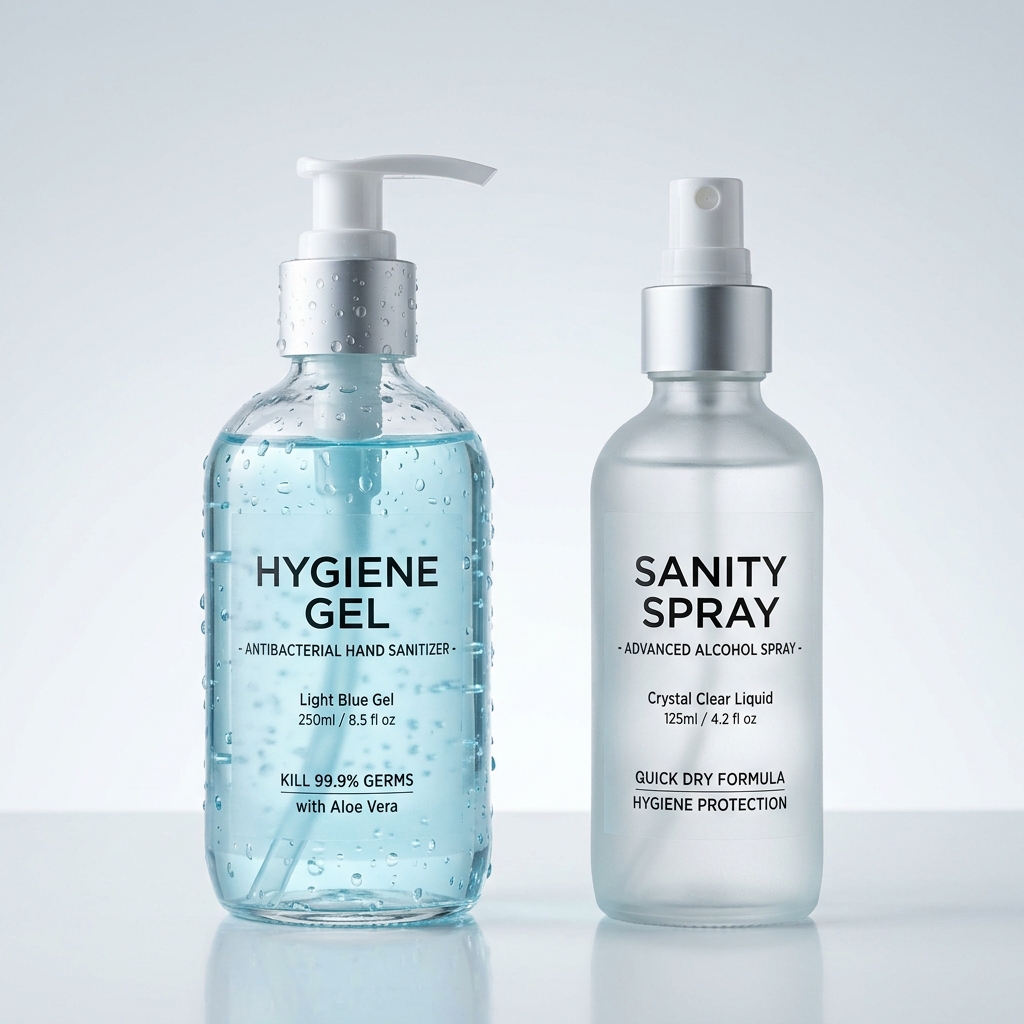 HYGIENE
GEL
- ANTIBACTERIAL HAND SANITIZER -
Light Blue Gel
250ml / 8.5 fl oz
KILL 99.9% GERMS
with Aloe Vera
SANITY
SPRAY
- ADVANCED ALCOHOL SPRAY -
Crystal Clear Liquid
125ml / 4.2 fl oz
QUICK DRY FORMULA
HYGIENE PROTECTION